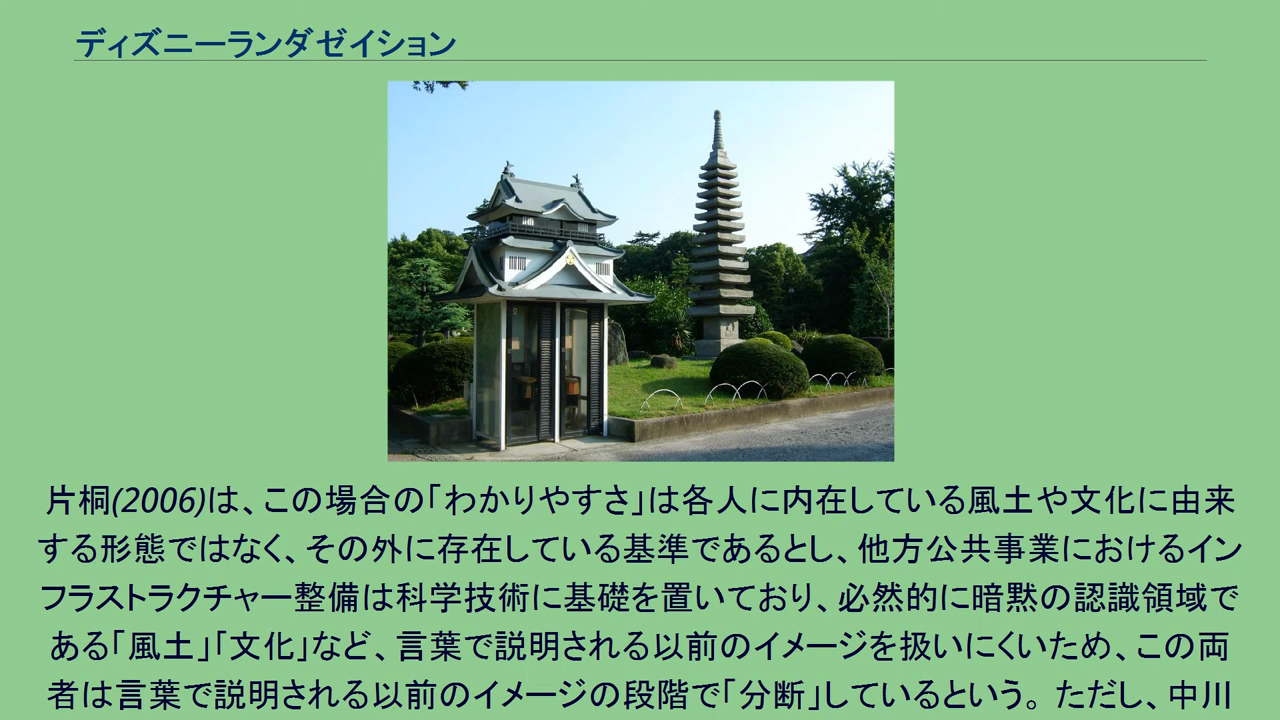 ディズニーランダゼイション
片桐(2006)は、この場合の「わかりやすさ」は各人に内在している風土や文化に由来
する形態ではなく、その外に存在している基準であるとし、他方公共事業におけるイン
フラストラクチャー整備は科学技術に基礎を置いており、必然的に暗黙の認識領域で
ある「風土」「文化」など、言葉で説明される以前のイメージを扱いにくいため、この両
者は言葉で説明される以前のイメージの段階で「分断」しているという。ただし、中川